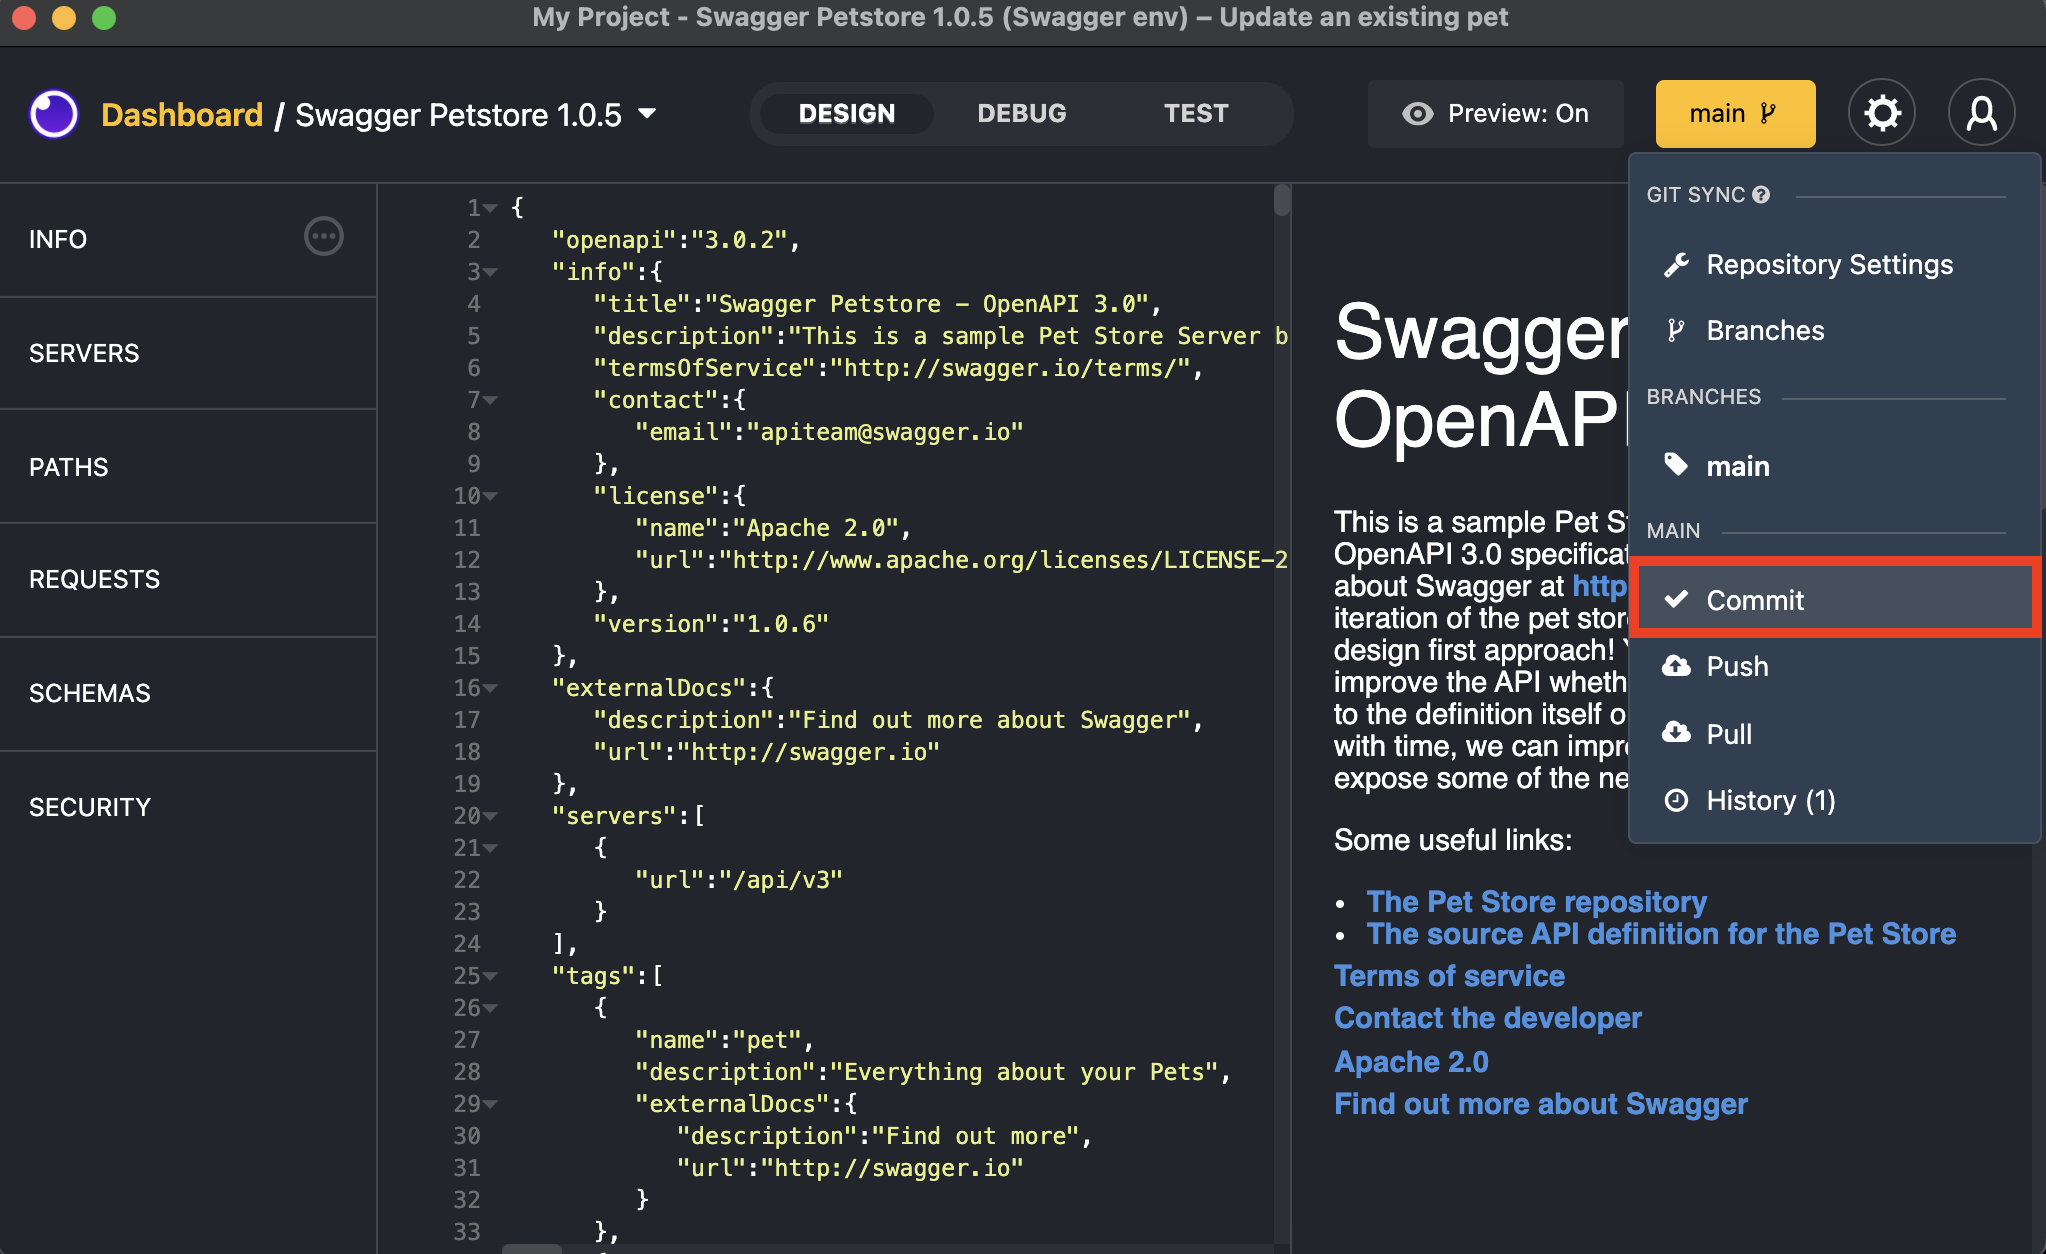 My Project - Swagger Petstore 1.0.5 (Swagger env) – Update an existing pet
Dashboard / Swagger Petstore 1.0.5
DESIGN
DEBUG
TEST
Preview: On
main
INFO
SERVERS
PATHS
REQUESTS
SCHEMAS
SECURITY
1 {
2 "openapi":"3.0.2",
3 "info":{
4 "title":"Swagger Petstore - OpenAPI 3.0",
5 "description":"This is a sample Pet Store Server b
6 "termsOfService":"http://swagger.io/terms/",
7 "contact":{
8 "email":"apiteam@swagger.io"
9 },
10 "license":{
11 "name":"Apache 2.0",
12 "url":"http://www.apache.org/licenses/LICENSE-2
13 },
14 "version":"1.0.6"
15 },
16 "externalDocs":{
17 "description":"Find out more about Swagger",
18 "url":"http://swagger.io"
19 },
20 "servers":[
21 {
22 "url":"/api/v3"
23 }
24 ],
25 "tags":[
26 {
27 "name":"pet",
28 "description":"Everything about your Pets",
29 "externalDocs":{
30 "description":"Find out more",
31 "url":"http://swagger.io"
32 }
33 },
Swagger
OpenAPI
This is a sample Pet S
OpenAPI 3.0 specificat
about Swagger at http
iteration of the pet stor
design first approach!
improve the API wheth
to the definition itself o
with time, we can impr
expose some of the ne
Some useful links:
• The Pet Store repository
• The source API definition for the Pet Store
Terms of service
Contact the developer
Apache 2.0
Find out more about Swagger
GIT SYNC ?
Repository Settings
Branches
BRANCHES
main
MAIN
Commit
Push
Pull
History (1)